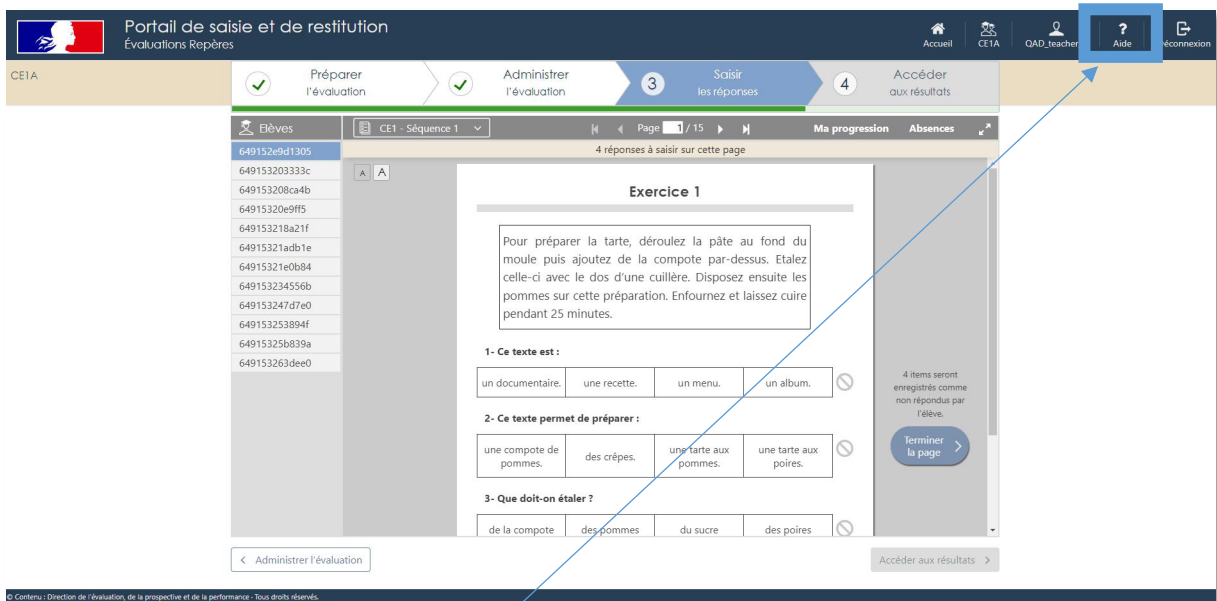 Portail de saisie et de restitution
Évaluations Repères
Accueil
CE1A
QAD_teacher
?
Aide
éconnexion
CE1A
Préparer
l'évaluation
Administrer
l'évaluation
3
Saisir
les réponses
4
Accéder
aux résultats
Élèves
CE1 - Séquence 1
Page 1 / 15
Ma progression
Absences
4 réponses à saisir sur cette page
649152e9d1305
649153203333c
649153208ca4b
64915320e9ff5
649153218a21f
64915321adb1e
64915321e0b84
649153234556b
649153247d7e0
649153253894f
64915325b839a
649153263dee0
A A
Exercice 1
Pour préparer la tarte, déroulez la pâte au fond du
moule puis ajoutez de la compote par-dessus. Etalez
celle-ci avec le dos d'une cuillère. Disposez ensuite les
pommes sur cette préparation. Enfournez et laissez cuire
pendant 25 minutes.
1- Ce texte est :
un documentaire. une recette. un menu. un album.
2- Ce texte permet de préparer :
une compote de
pommes.
des crêpes.
une tarte aux
pommes.
une tarte aux
poires.
3- Que doit-on étaler ?
de la compote des pommes du sucre des poires
4 items seront
enregistrés comme
non répondus par
l'élève.
Terminer
la page
< Administrer l'évaluation
Accéder aux résultats >
© Contenu : Direction de l'évaluation, de la prospective et de la performance - Tous droits réservés.